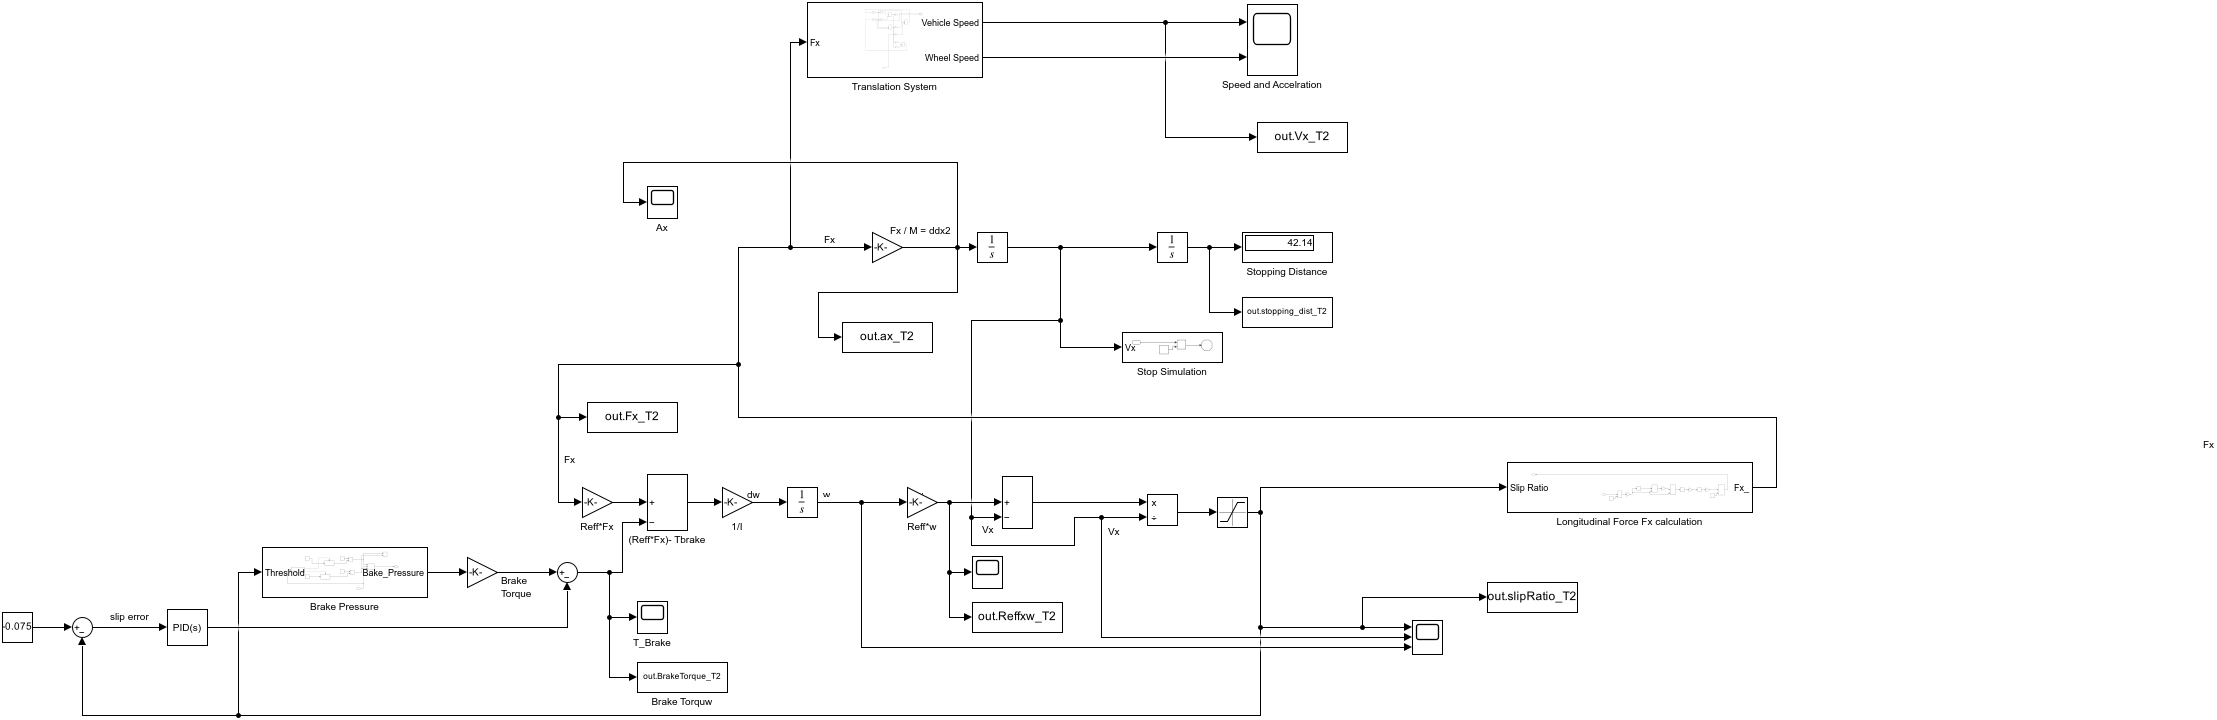 Fx
Vehicle Speed
Wheel Speed
Translation System
Speed and Accelration
out.Vx_T2
Ax
Fx
-K-
Fx / M = ddx2
1
s
1
s
42.14
Stopping Distance
out.stopping_dist_T2
out.ax_T2
Vx
Stop Simulation
out.Fx_T2
Fx
Fx
-K-
Reff*Fx
+
−
(Reff*Fx)- Tbrake
-K-
1/I
dw
1
s
w
-K-
Reff*w
+
−
Vx
x
÷
Vx
Slip Ratio
Fx_
Longitudinal Force Fx calculation
Threshold
Bake_Pressure
Brake Pressure
-K-
Brake
Torque
+
−
out.slipRatio_T2
out.Reffxw_T2
-0.075
+
−
slip error
PID(s)
T_Brake
out.BrakeTorque_T2
Brake Torquw